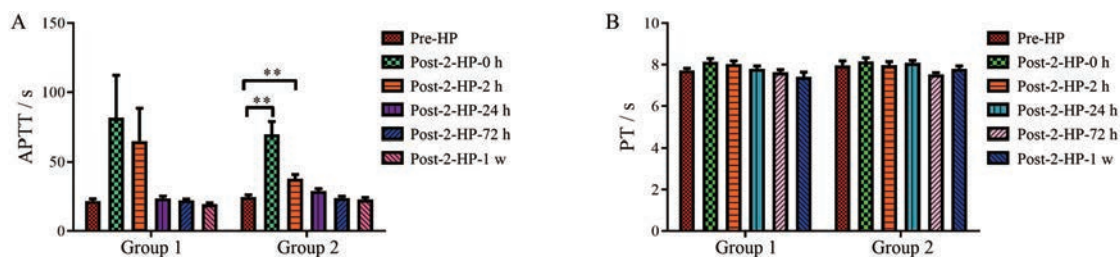 A
APTT / s
150
100
50
0
**
**
Group 1
Group 2
Pre-HP
Post-2-HP-0 h
Post-2-HP-2 h
Post-2-HP-24 h
Post-2-HP-72 h
Post-2-HP-1 w
B
PT / s
10
8
6
4
2
0
Group 1
Group 2
Pre-HP
Post-2-HP-0 h
Post-2-HP-2 h
Post-2-HP-24 h
Post-2-HP-72 h
Post-2-HP-1 w